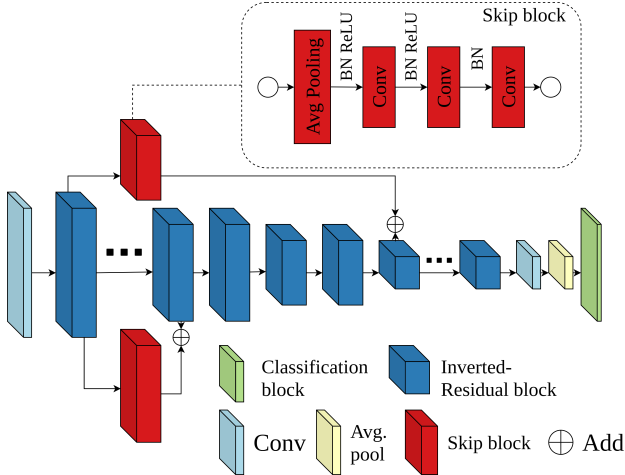 Skip block
Avg Pooling
BN ReLU
Conv
BN ReLU
Conv
BN
Conv
Classification
block
Inverted-
Residual block
Conv
Avg.
pool
Skip block
Add